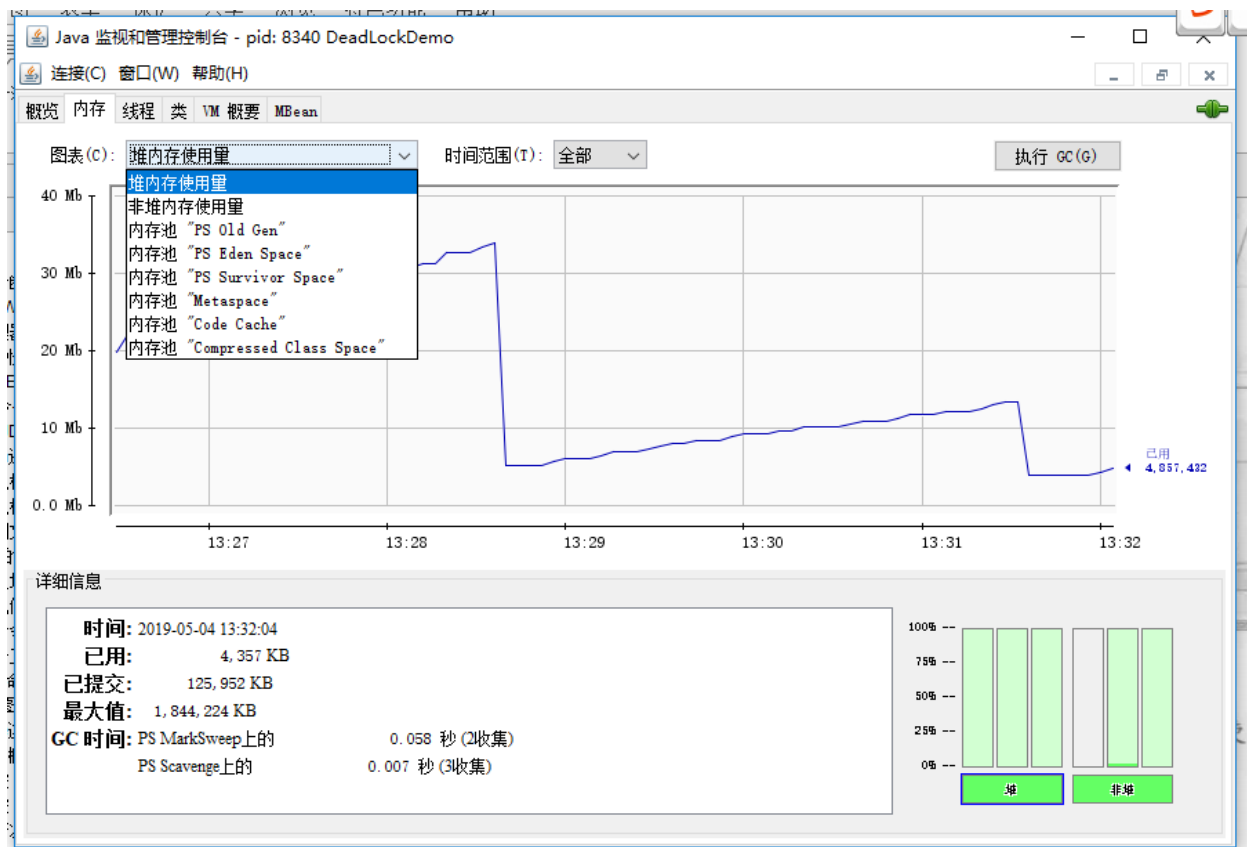 Java 监视和管理控制台 - pid: 8340 DeadLockDemo
连接(C) 窗口(W) 帮助(H)
概览 内存 线程 类 VM 概要 MBean
图表(C): 堆内存使用量 时间范围(T): 全部 执行 GC(G)
堆内存使用量
非堆内存使用量
内存池 "PS Old Gen"
内存池 "PS Eden Space"
内存池 "PS Survivor Space"
内存池 "Metaspace"
内存池 "Code Cache"
内存池 "Compressed Class Space"
40 Mb
30 Mb
20 Mb
10 Mb
0.0 Mb
已用
4,857,432
13:27 13:28 13:29 13:30 13:31 13:32
详细信息
时间: 2019-05-04 13:32:04
已用: 4,357 KB
已提交: 125,952 KB
最大值: 1,844,224 KB
GC 时间: PS MarkSweep上的 0.058 秒 (2收集)
PS Scavenge上的 0.007 秒 (3收集)
100% --
75% --
50% --
25% --
0% --
堆 非堆